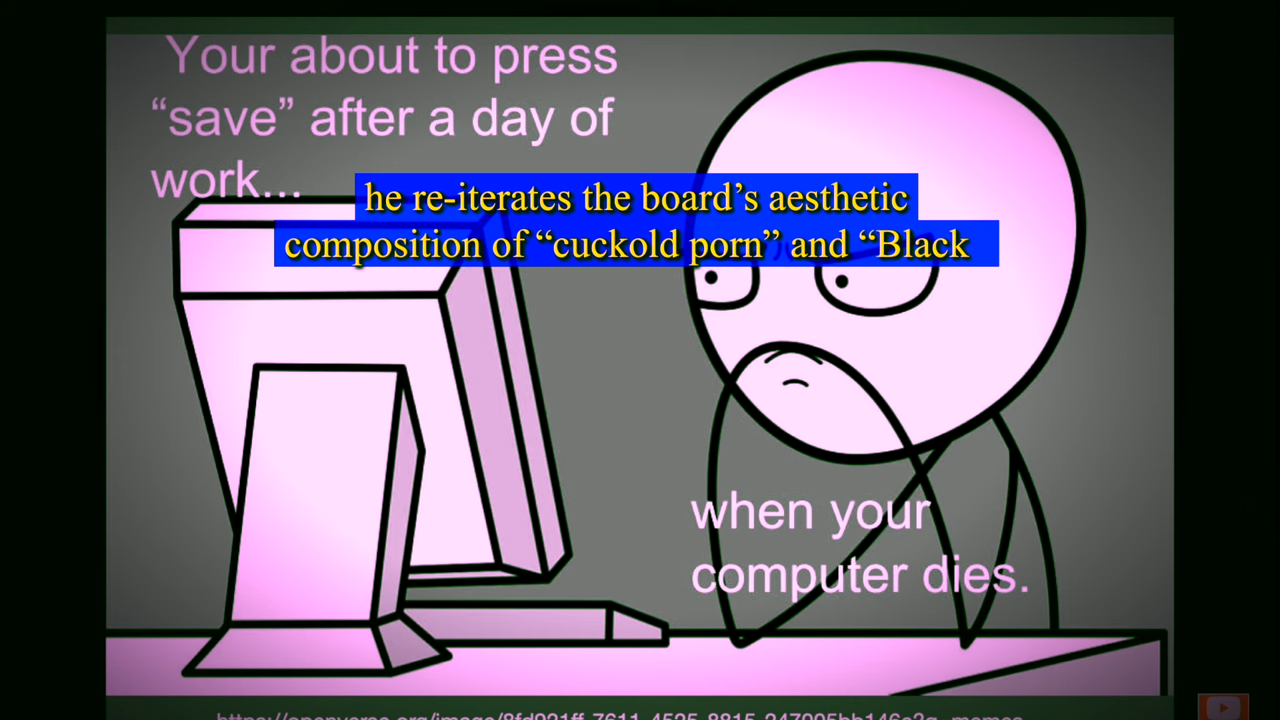 Your about to press
“save” after a day of
work...
he re-iterates the board’s aesthetic
composition of “cuckold porn” and “Black
when your
computer dies.